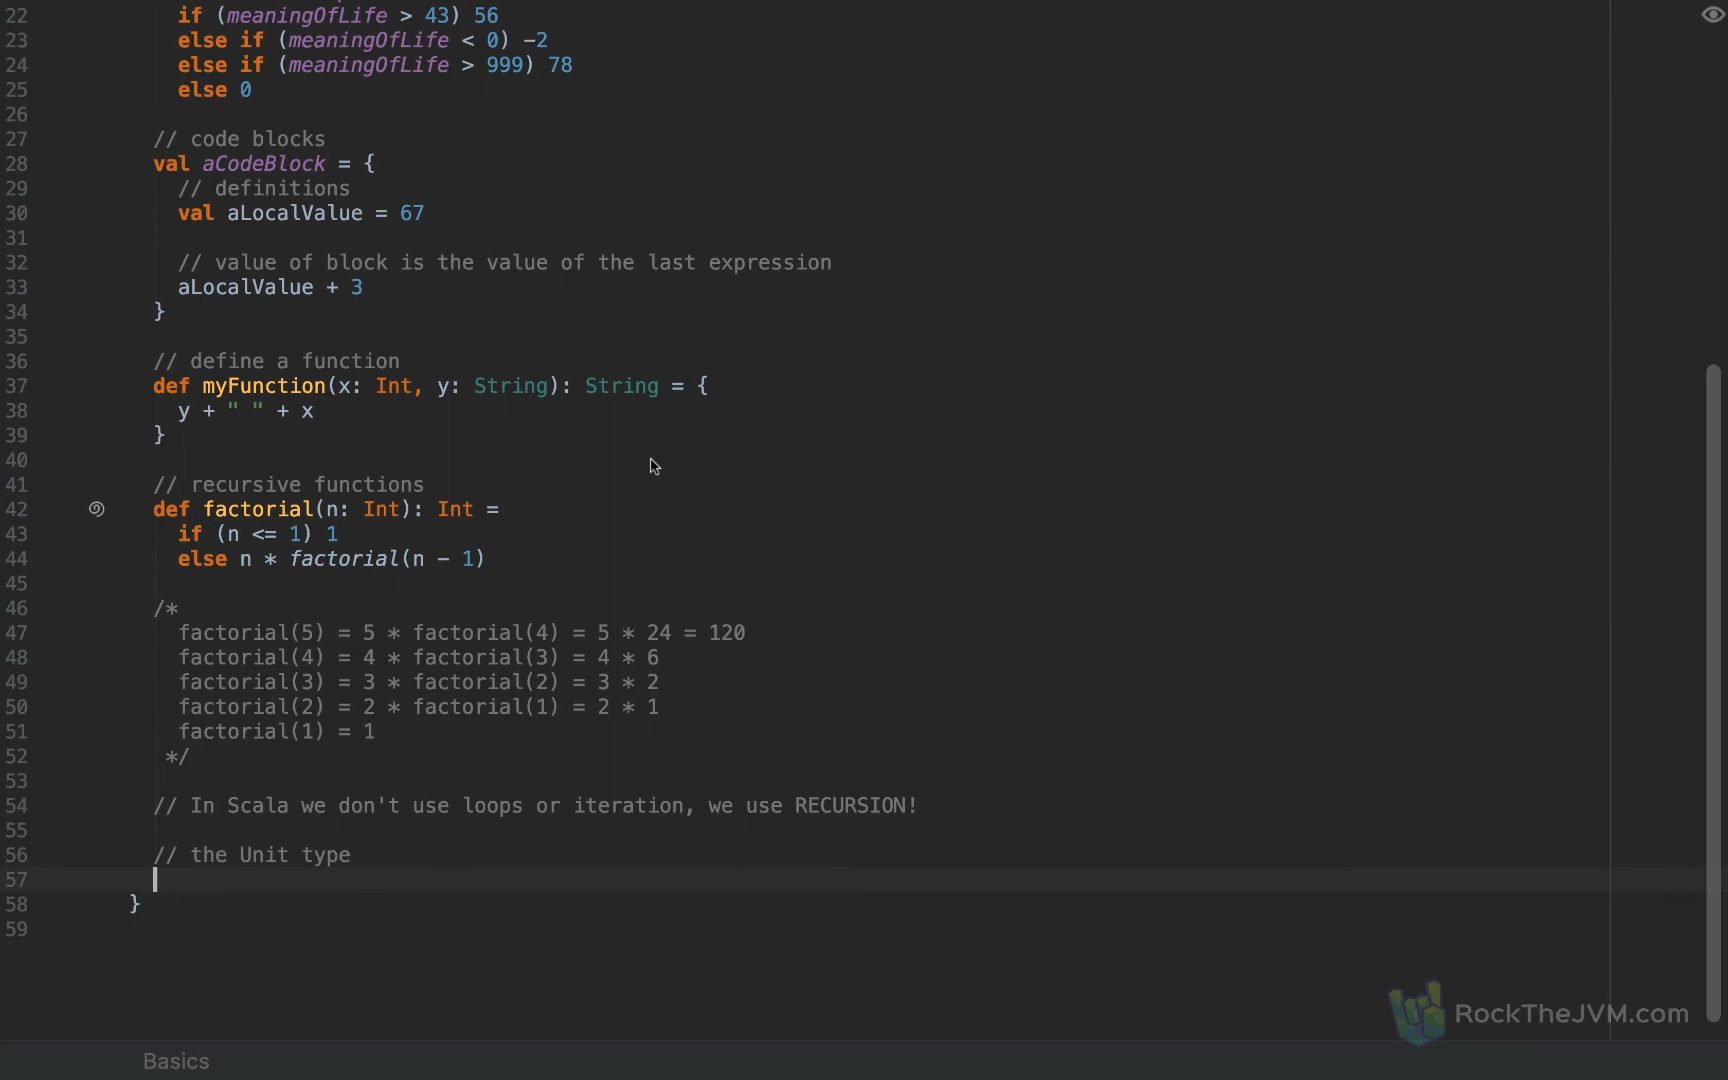 22 if (meaningOfLife > 43) 56
23 else if (meaningOfLife < 0) -2
24 else if (meaningOfLife > 999) 78
25 else 0
26
27 // code blocks
28 val aCodeBlock = {
29 // definitions
30 val aLocalValue = 67
31
32 // value of block is the value of the last expression
33 aLocalValue + 3
34 }
35
36 // define a function
37 def myFunction(x: Int, y: String): String = {
38 y + " " + x
39 }
40
41 // recursive functions
42 def factorial(n: Int): Int =
43 if (n <= 1) 1
44 else n * factorial(n - 1)
45
46 /*
47 factorial(5) = 5 * factorial(4) = 5 * 24 = 120
48 factorial(4) = 4 * factorial(3) = 4 * 6
49 factorial(3) = 3 * factorial(2) = 3 * 2
50 factorial(2) = 2 * factorial(1) = 2 * 1
51 factorial(1) = 1
52 */
53
54 // In Scala we don't use loops or iteration, we use RECURSION!
55
56 // the Unit type
57
58 }
59
RockTheJVM.com
Basics